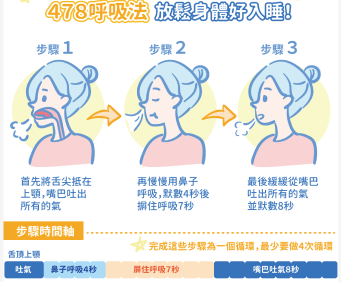 478呼吸法 放鬆身體好入睡!
步驟 1
步驟 2
步驟 3
首先將舌尖抵在
上顎,嘴巴吐出
所有的氣
再慢慢用鼻子
呼吸,默數4秒後
摒住呼吸7秒
最後緩緩從嘴巴
吐出所有的氣
並默數8秒
步驟時間軸
完成這些步驟為一個循環,最少要做4次循環
舌頂上顎
吐氣
鼻子呼吸4秒
屏住呼吸7秒
嘴巴吐氣8秒